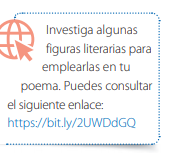 Investiga algunas
figuras literarias para
emplearlas en tu
poema. Puedes consultar
el siguiente enlace:
https://bit.ly/2UWDdGQ